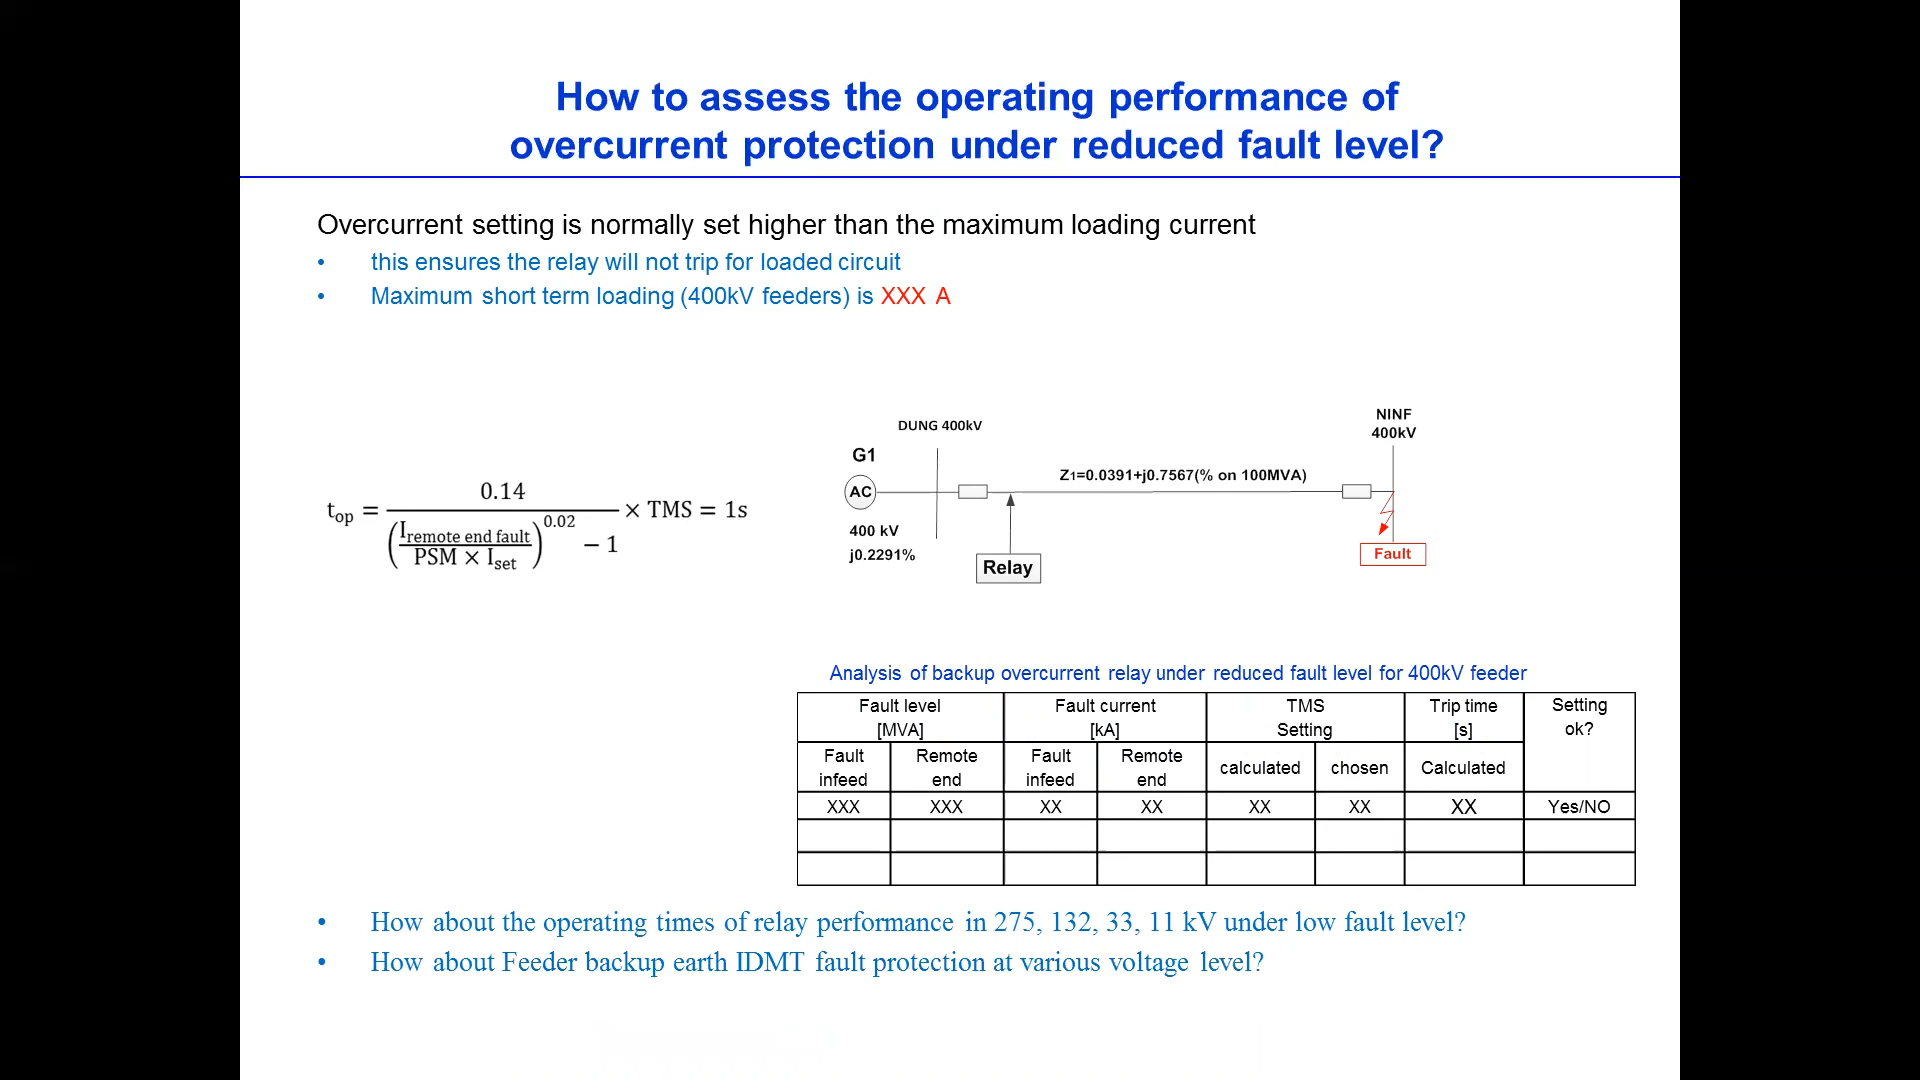 How to assess the operating performance of
overcurrent protection under reduced fault level?
Overcurrent setting is normally set higher than the maximum loading current
• this ensures the relay will not trip for loaded circuit
• Maximum short term loading (400kV feeders) is XXX A
t_op = 0.14 / ((I_remote end fault / PSM × I_set)^0.02 − 1) × TMS = 1s
DUNG 400kV
NINF
400kV
G1
AC
Z1=0.0391+j0.7567(% on 100MVA)
400 kV
j0.2291%
Relay
Fault
Analysis of backup overcurrent relay under reduced fault level for 400kV feeder
Fault level [MVA] Fault current [kA] TMS Setting Trip time [s] Setting ok?
Fault infeed Remote end Fault infeed Remote end calculated chosen Calculated
XXX XXX XX XX XX XX XX Yes/NO
• How about the operating times of relay performance in 275, 132, 33, 11 kV under low fault level?
• How about Feeder backup earth IDMT fault protection at various voltage level?